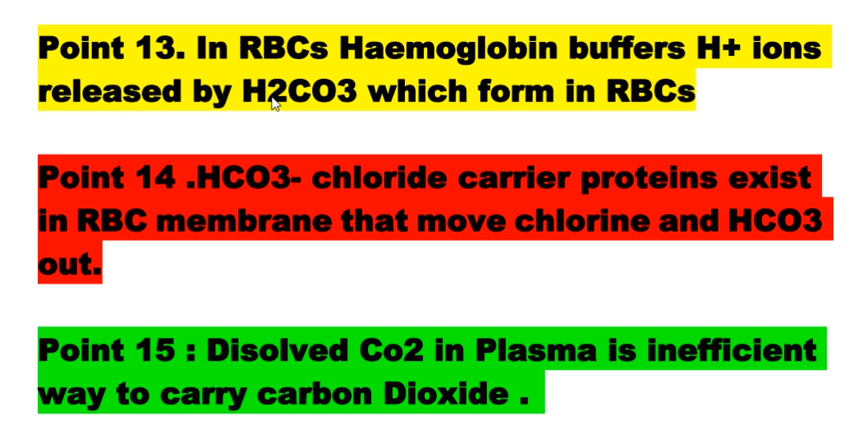 Point 13. In RBCs Haemoglobin buffers H+ ions
released by H2CO3 which form in RBCs
Point 14 .HCO3- chloride carrier proteins exist
in RBC membrane that move chlorine and HCO3
out.
Point 15 : Disolved Co2 in Plasma is inefficient
way to carry carbon Dioxide .